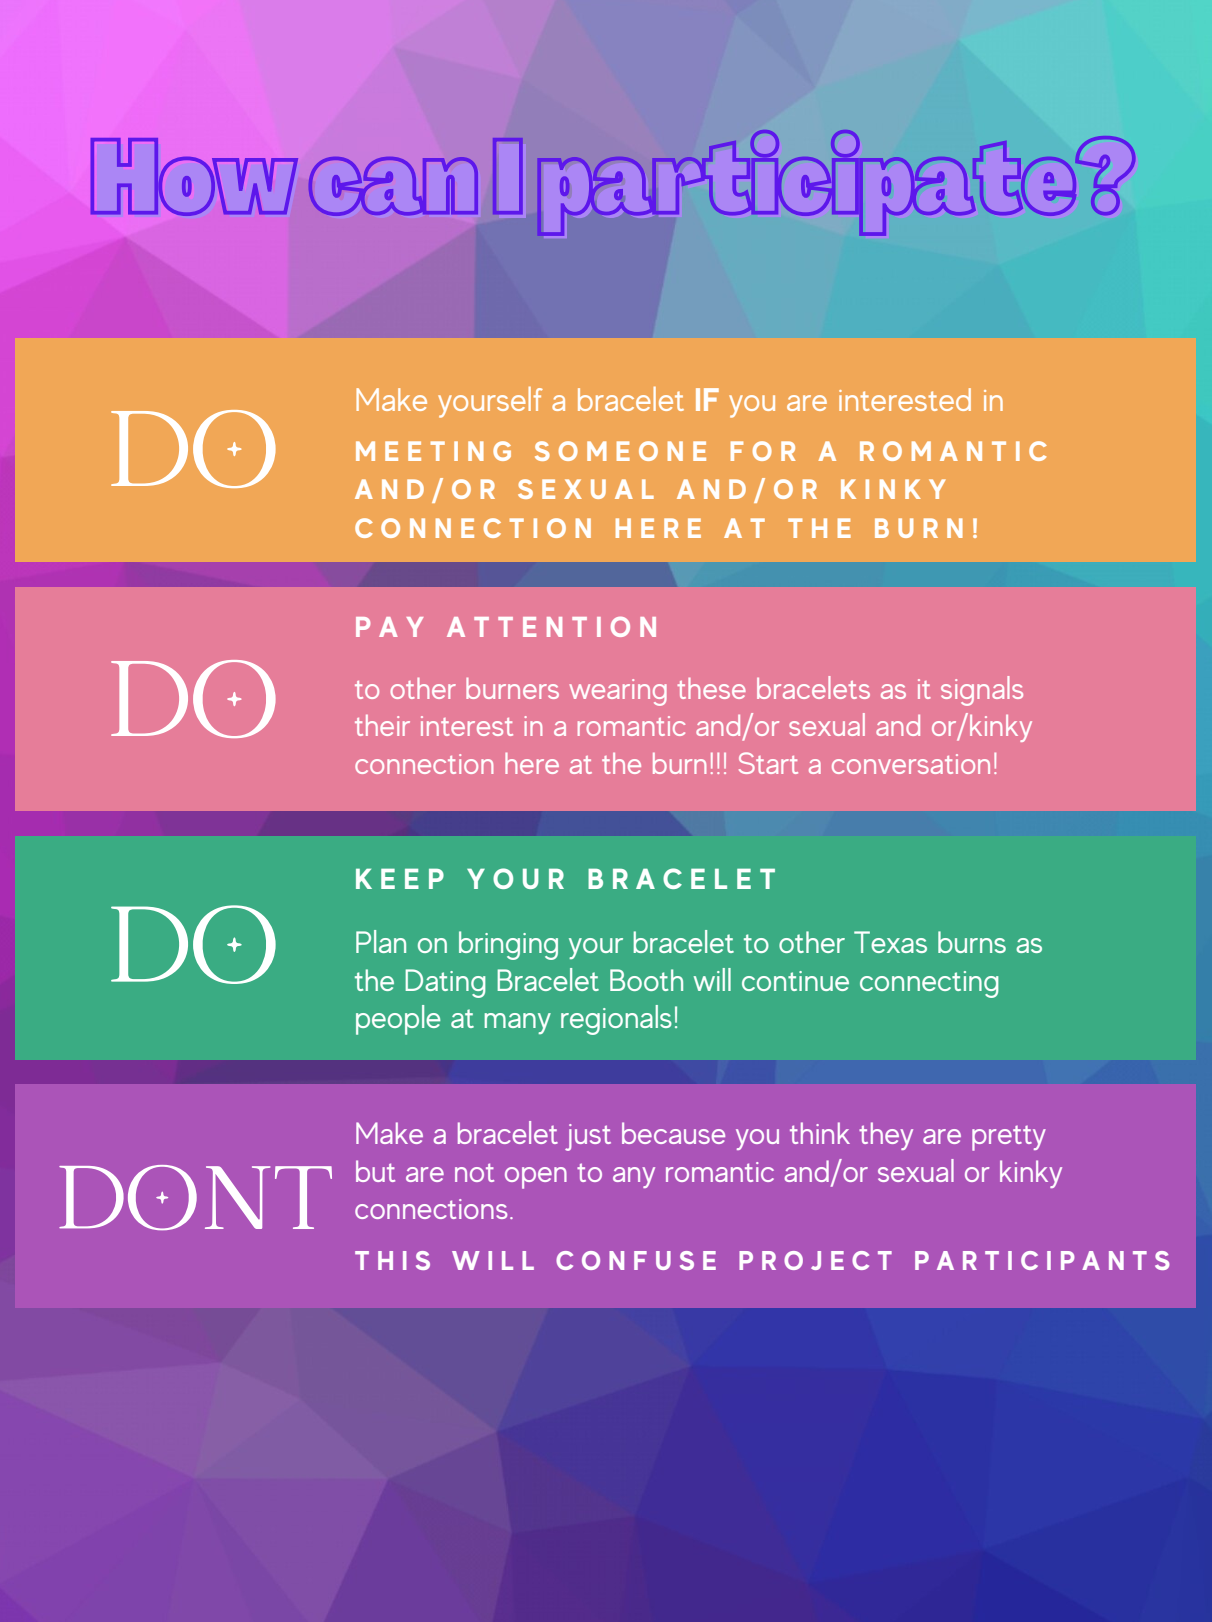 How can I participate?
DO
Make yourself a bracelet IF you are interested in
MEETING SOMEONE FOR A ROMANTIC
AND/OR SEXUAL AND/OR KINKY
CONNECTION HERE AT THE BURN!
DO
PAY ATTENTION
to other burners wearing these bracelets as it signals
their interest in a romantic and/or sexual and or/kinky
connection here at the burn!!! Start a conversation!
DO
KEEP YOUR BRACELET
Plan on bringing your bracelet to other Texas burns as
the Dating Bracelet Booth will continue connecting
people at many regionals!
DONT
Make a bracelet just because you think they are pretty
but are not open to any romantic and/or sexual or kinky
connections.
THIS WILL CONFUSE PROJECT PARTICIPANTS